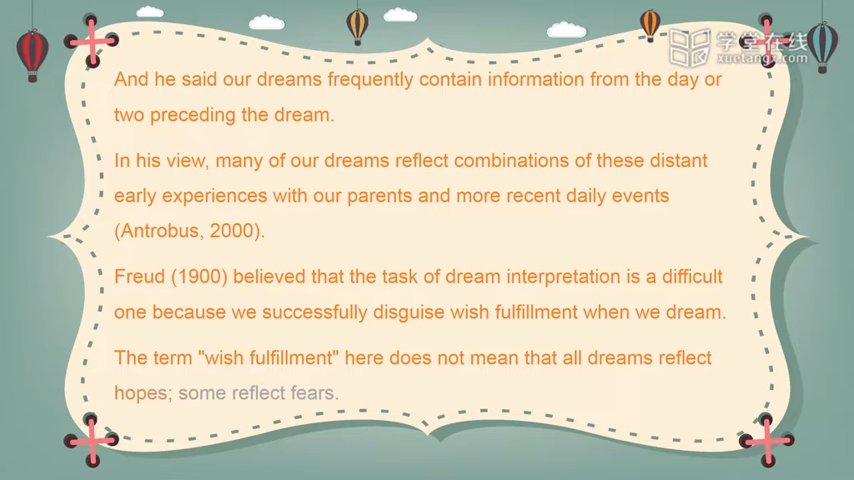 学堂在线
xuetangx.com
And he said our dreams frequently contain information from the day or
two preceding the dream.
In his view, many of our dreams reflect combinations of these distant
early experiences with our parents and more recent daily events
(Antrobus, 2000).
Freud (1900) believed that the task of dream interpretation is a difficult
one because we successfully disguise wish fulfillment when we dream.
The term "wish fulfillment" here does not mean that all dreams reflect
hopes; some reflect fears.